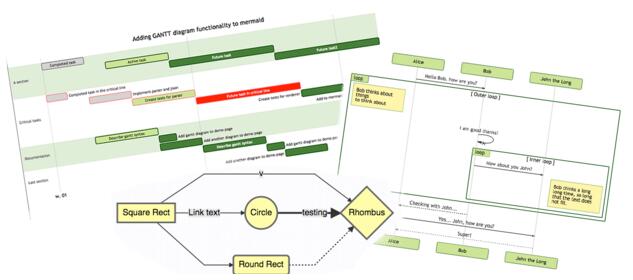 Adding GANTT diagram functionality to mermaid
A section
Completed task
Active task
Future task
Future task2
Critical tasks
Completed task in the critical line
Implement parser and jison
Create tests for parser
Future task in critical line
Create tests for renderer
Add to mermaid
Documentation
Describe gantt syntax
Add gantt diagram to demo page
Add another diagram to demo page
Last section
Describe gantt syntax
Add gantt diagram to demo page
Add another diagram to demo page
Alice
Bob
John the Long
Hello Bob, how are you?
loop
[ Outer loop ]
Bob thinks about
things
to think about
I am good thanks!
loop
[ Inner loop ]
How about you John?
Bob thinks a long
long time, so long
that the text does
not fit.
Checking with John...
Yes... John, how are you?
Super!
Alice
Bob
John the Long
Square Rect
Link text
Circle
testing
Rhombus
Round Rect